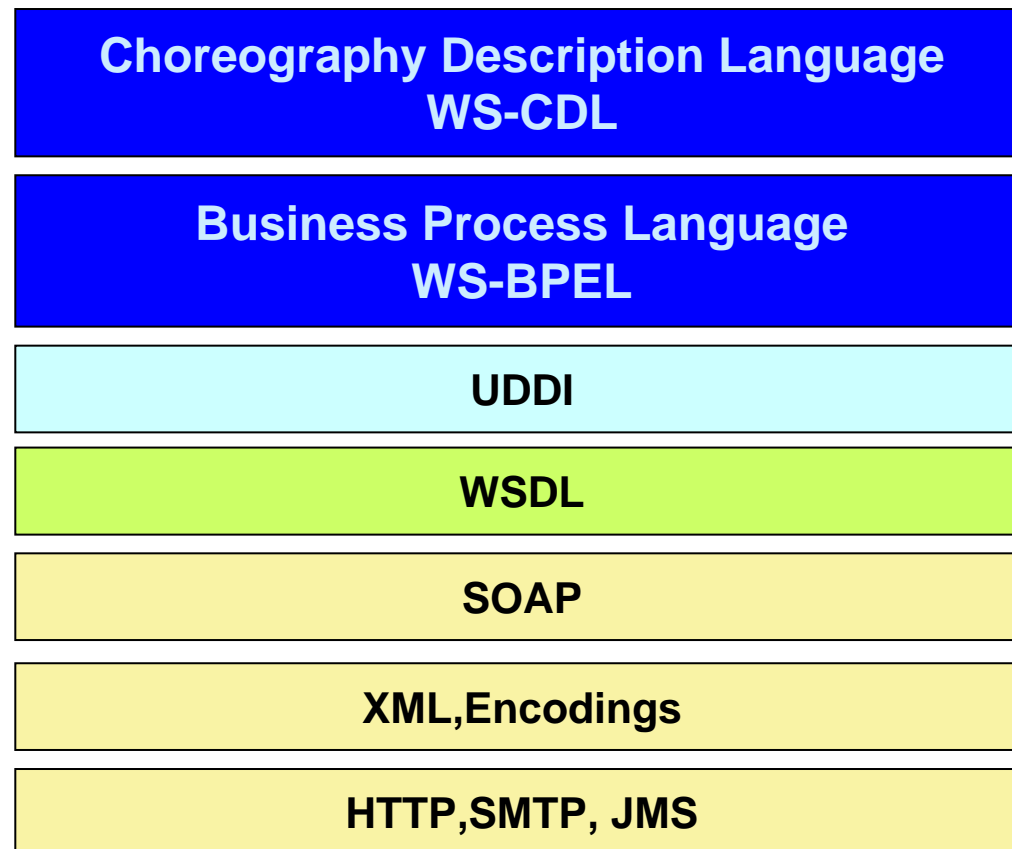 Choreography Description Language
WS-CDL
Business Process Language
WS-BPEL
UDDI
WSDL
SOAP
XML,Encodings
HTTP,SMTP, JMS